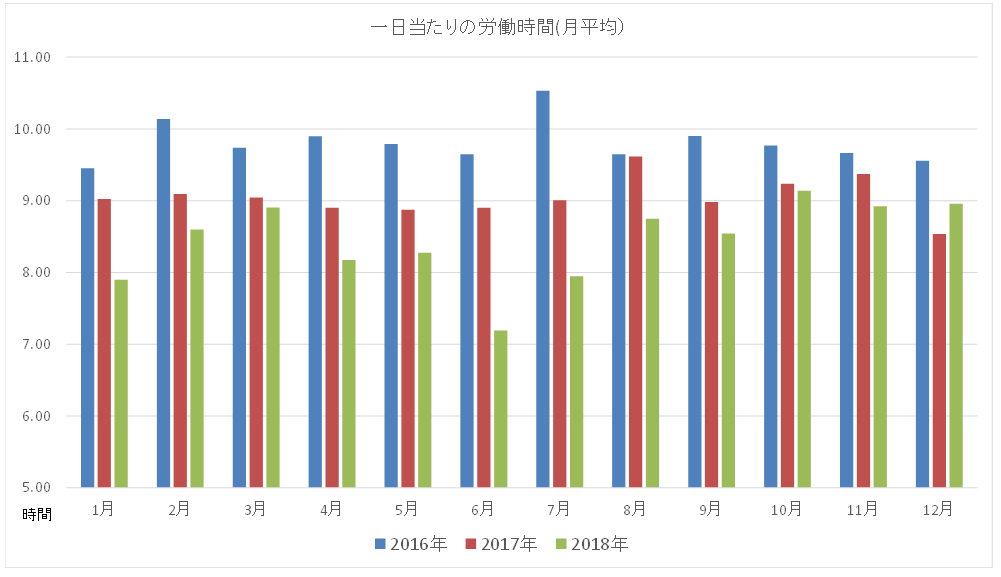 一日当たりの労働時間(月平均)
11.00
10.00
9.00
8.00
7.00
6.00
5.00
時間
1月 2月 3月 4月 5月 6月 7月 8月 9月 10月 11月 12月
2016年 2017年 2018年